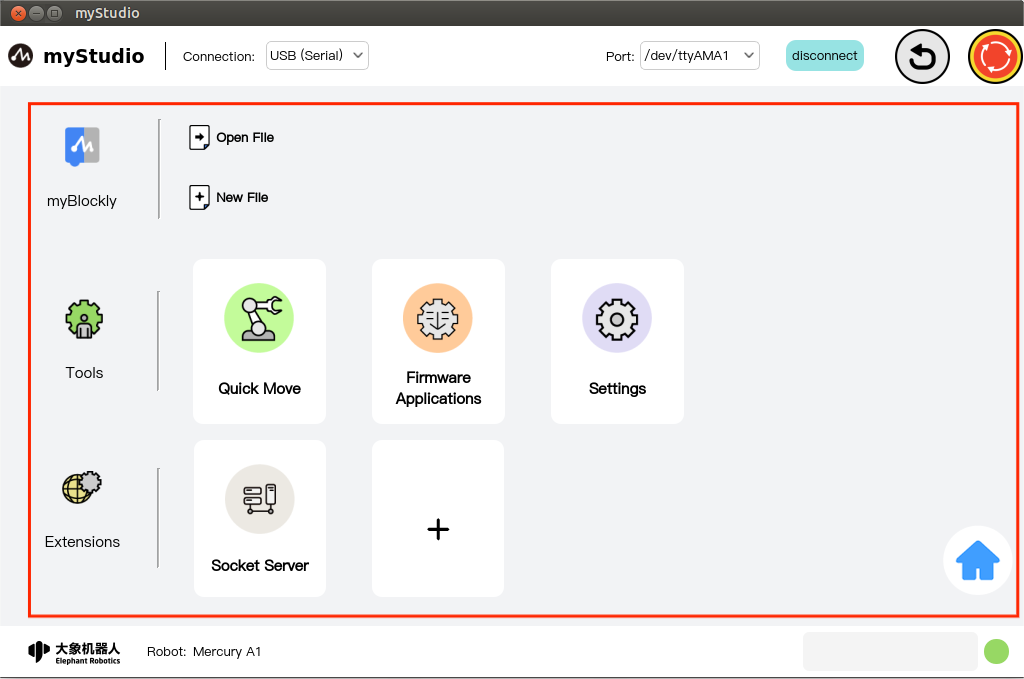 myStudio
myStudio
Connection:
USB (Serial)
Port:
/dev/ttyAMA1
disconnect
myBlockly
Open File
New File
Tools
Quick Move
Firmware
Applications
Settings
Extensions
Socket Server
大象机器人
Elephant Robotics
Robot: Mercury A1